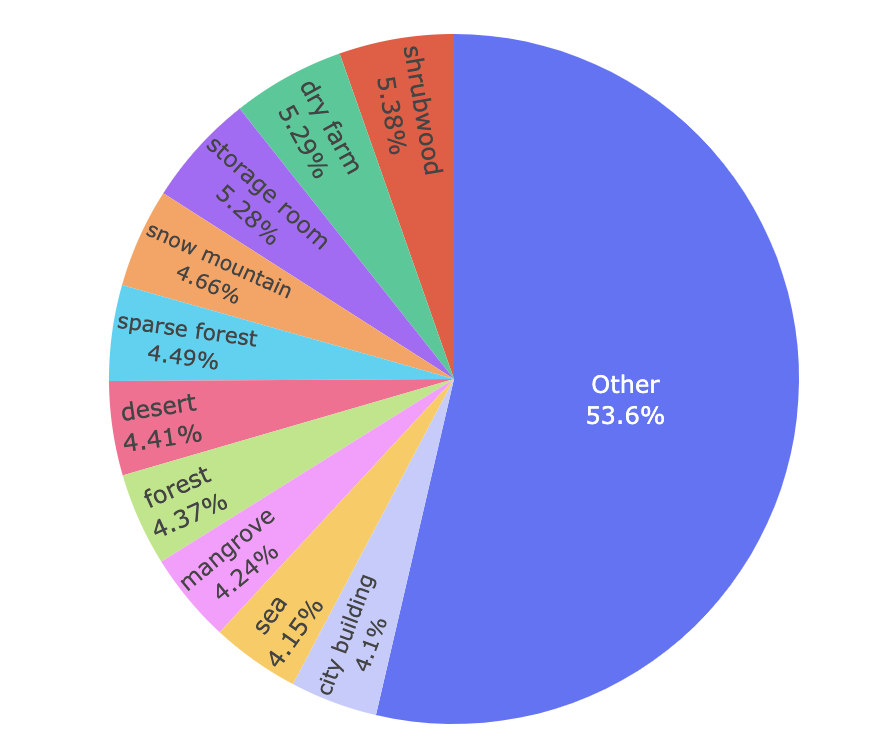 shrubwood
5.38%
dry farm
5.29%
storage room
5.28%
snow mountain
4.66%
sparse forest
4.49%
desert
4.41%
forest
4.37%
mangrove
4.24%
sea
4.15%
city building
4.1%
Other
53.6%